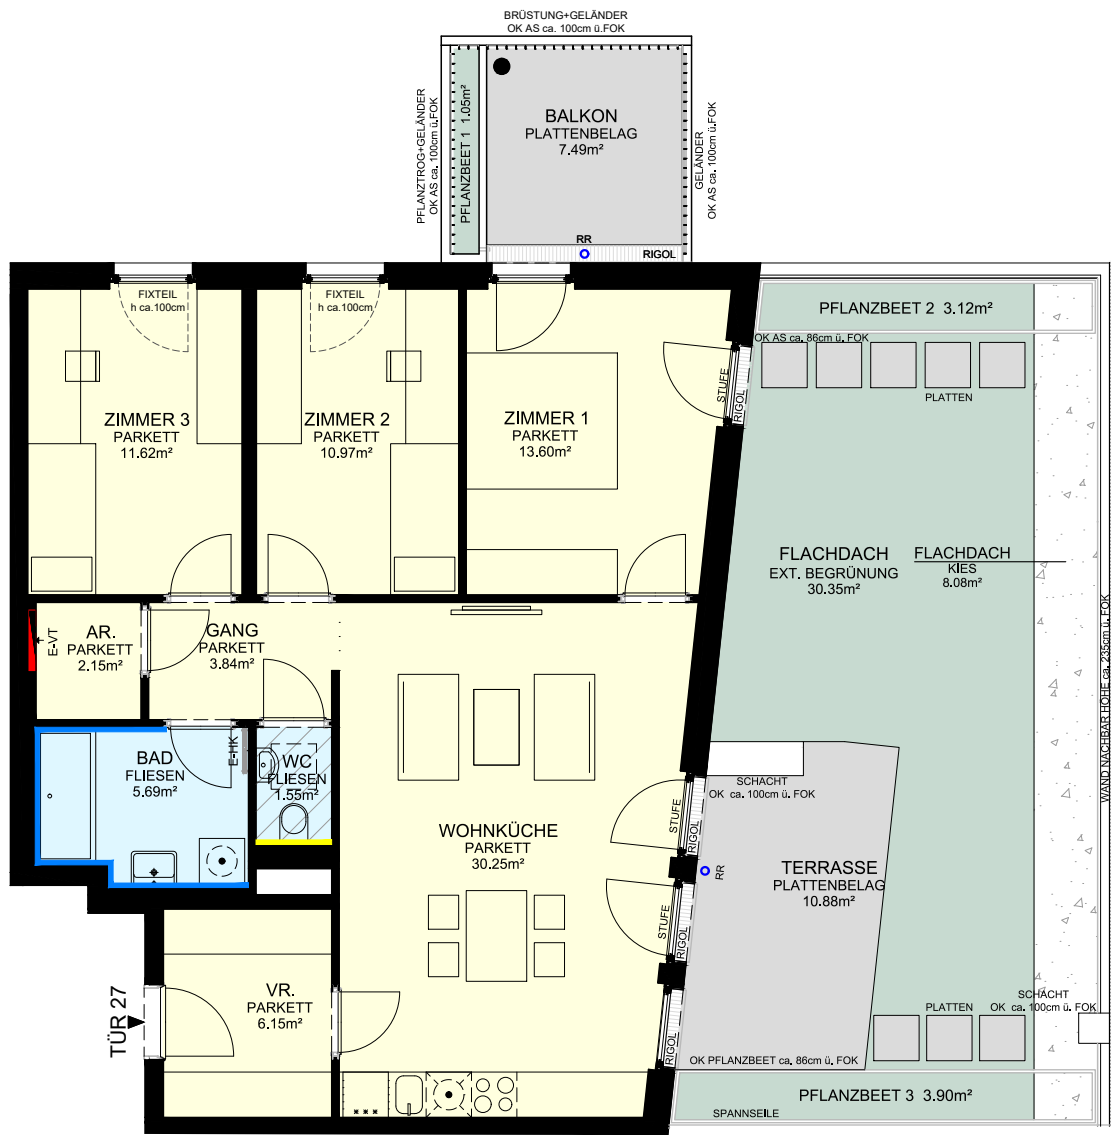 BRÜSTUNG+GELÄNDER
OK AS ca. 100cm ü.FOK
PFLANZTROG+GELÄNDER
OK AS ca. 100cm ü.FOK
PFLANZBEET 1 1.05m²
BALKON
PLATTENBELAG
7.49m²
GELÄNDER
OK AS ca. 100cm ü.FOK
RR
RIGOL
FIXTEIL
h ca.100cm
FIXTEIL
h ca.100cm
PFLANZBEET 2 3.12m²
OK AS ca. 86cm ü. FOK
STUFE
RIGOL
PLATTEN
ZIMMER 3
PARKETT
11.62m²
ZIMMER 2
PARKETT
10.97m²
ZIMMER 1
PARKETT
13.60m²
FLACHDACH
EXT. BEGRÜNUNG
30.35m²
FLACHDACH
KIES
8.08m²
WAND NACHBAR HÖHE ca. 235cm ü. FOK
E-VT
AR.
PARKETT
2.15m²
GANG
PARKETT
3.84m²
BAD
FLIESEN
5.69m²
E-HK
WC
FLIESEN
1.55m²
SCHACHT
OK ca. 100cm ü. FOK
STUFE
RIGOL
WOHNKÜCHE
PARKETT
30.25m²
RR
TERRASSE
PLATTENBELAG
10.88m²
STUFE
RIGOL
TÜR 27
VR.
PARKETT
6.15m²
RIGOL
PLATTEN
SCHACHT
OK ca. 100cm ü. FOK
OK PFLANZBEET ca. 86cm ü. FOK
PFLANZBEET 3 3.90m²
SPANNSEILE